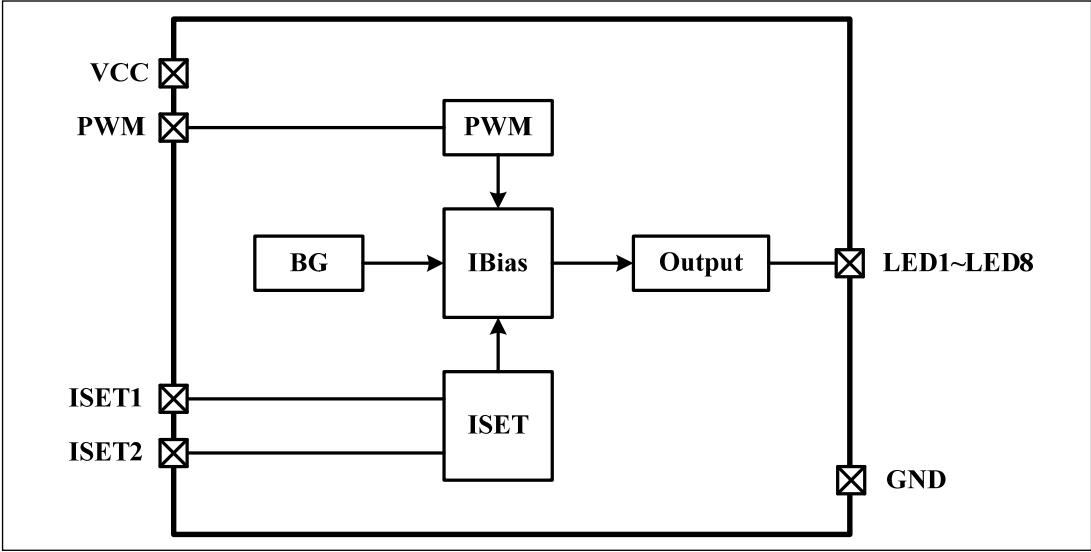 VCC
PWM
PWM
BG
IBias
Output
LED1~LED8
ISET1
ISET
ISET2
GND